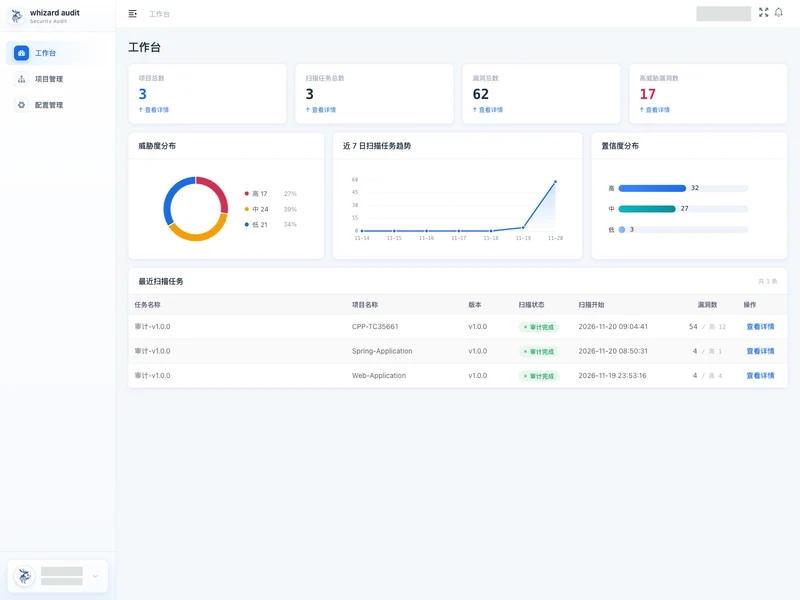 whizard audit
Security Audit
工作台
项目管理
配置管理
工作台
工作台
项目总数
3
↑ 查看详情
扫描任务总数
3
↑ 查看详情
漏洞总数
62
↑ 查看详情
高威胁漏洞数
17
↑ 查看详情
威胁度分布
高 17 27%
中 24 39%
低 21 34%
近 7 日扫描任务趋势
60
45
30
15
0
11-14 11-15 11-16 11-17 11-18 11-19 11-20
置信度分布
高 32
中 27
低 3
最近扫描任务 共 3 条
任务名称 项目名称 版本 扫描状态 扫描开始 漏洞数 操作
审计-v1.0.0 CPP-TC35661 v1.0.0 审计完成 2026-11-20 09:04:41 54 / 高 12 查看详情
审计-v1.0.0 Spring-Application v1.0.0 审计完成 2026-11-20 08:50:31 4 / 高 1 查看详情
审计-v1.0.0 Web-Application v1.0.0 审计完成 2026-11-19 23:53:16 4 / 高 4 查看详情